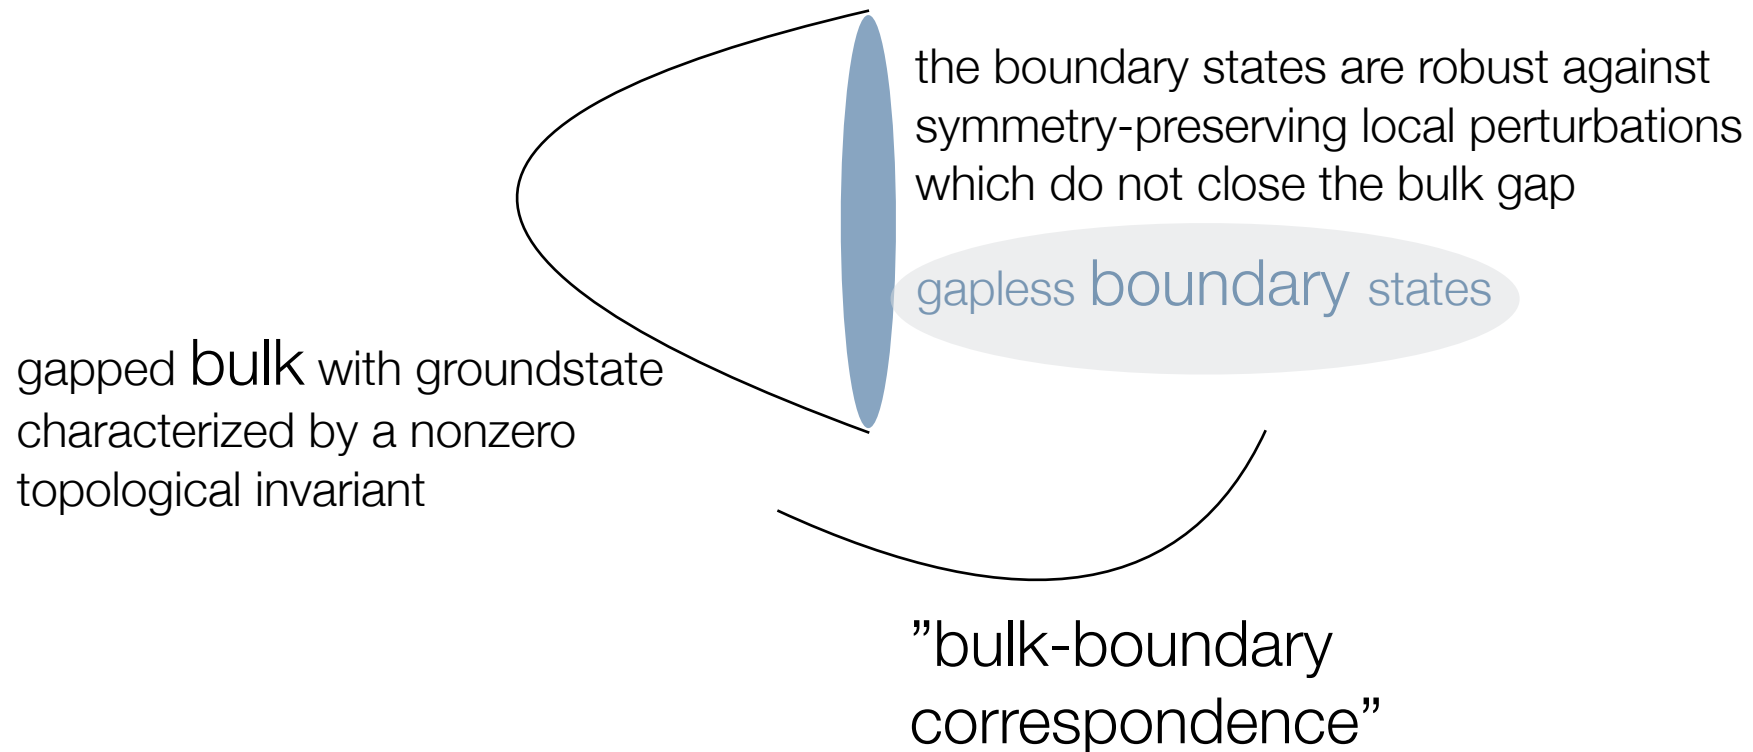 the boundary states are robust against
symmetry-preserving local perturbations
which do not close the bulk gap
gapless boundary states
gapped bulk with groundstate
characterized by a nonzero
topological invariant
”bulk-boundary
correspondence”